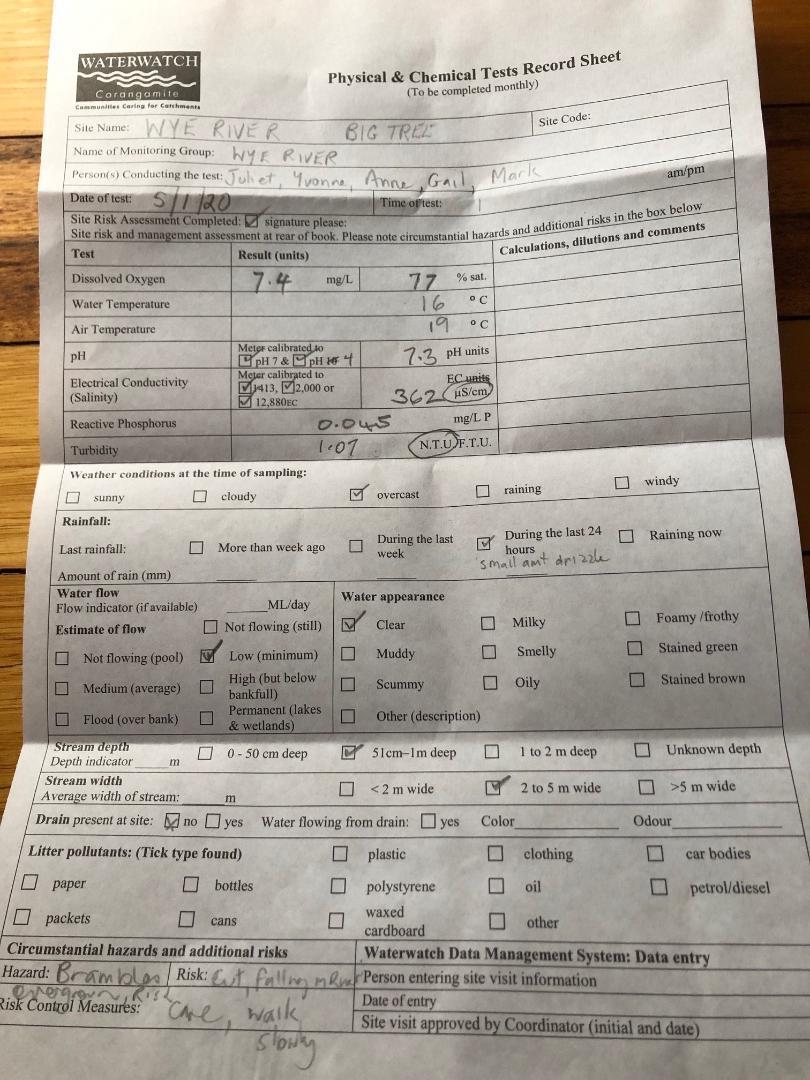 WATERWATCH
Corangamite
Communities Caring for Catchments
Physical & Chemical Tests Record Sheet
(To be completed monthly)
Site Name: WYE RIVER BIG TREE Site Code:
Name of Monitoring Group: WYE RIVER
Person(s) Conducting the test: Juliet, Yvonne, Anne, Gail, Mark
Date of test: 5/1/20 Time of test: am/pm
Site Risk Assessment Completed: ☑ signature please:
Site risk and management assessment at rear of book. Please note circumstantial hazards and additional risks in the box below
Test Result (units) Calculations, dilutions and comments
Dissolved Oxygen 7.4 mg/L 77 % sat.
Water Temperature 16 °C
Air Temperature 19 °C
pH Meter calibrated to
☑ pH 7 & ☑ pH 10 4 7.3 pH units
Electrical Conductivity
(Salinity) Meter calibrated to
☑ 1413, ☑ 2,000 or
☑ 12,880EC 362 EC units
µS/cm
Reactive Phosphorus 0.045 mg/L P
Turbidity 1.07 N.T.U/F.T.U.
Weather conditions at the time of sampling:
☐ sunny ☐ cloudy ☑ overcast ☐ raining ☐ windy
Rainfall:
Last rainfall: ☐ More than week ago ☐ During the last week ☑ During the last 24 hours ☐ Raining now
small amt drizzle
Amount of rain (mm)
Water flow
Flow indicator (if available) ____ML/day
Estimate of flow ☐ Not flowing (still)
☐ Not flowing (pool) ☑ Low (minimum)
☐ Medium (average) ☐ High (but below bankfull)
☐ Flood (over bank) ☐ Permanent (lakes & wetlands)
Water appearance
☑ Clear ☐ Milky ☐ Foamy /frothy
☐ Muddy ☐ Smelly ☐ Stained green
☐ Scummy ☐ Oily ☐ Stained brown
☐ Other (description)
Stream depth
Depth indicator ____ m ☐ 0 - 50 cm deep ☑ 51cm–1m deep ☐ 1 to 2 m deep ☐ Unknown depth
Stream width
Average width of stream: ____ m ☐ < 2 m wide ☑ 2 to 5 m wide ☐ >5 m wide
Drain present at site: ☑ no ☐ yes Water flowing from drain: ☐ yes Color____ Odour____
Litter pollutants: (Tick type found) ☐ plastic ☐ clothing ☐ car bodies
☐ paper ☐ bottles ☐ polystyrene ☐ oil ☐ petrol/diesel
☐ packets ☐ cans ☐ waxed cardboard ☐ other
Circumstantial hazards and additional risks
Hazard: Brambles Risk: Cut, falling in River
overgrown, Risk
Risk Control Measures: Care, walk
slowly
Waterwatch Data Management System: Data entry
Person entering site visit information
Date of entry
Site visit approved by Coordinator (initial and date)